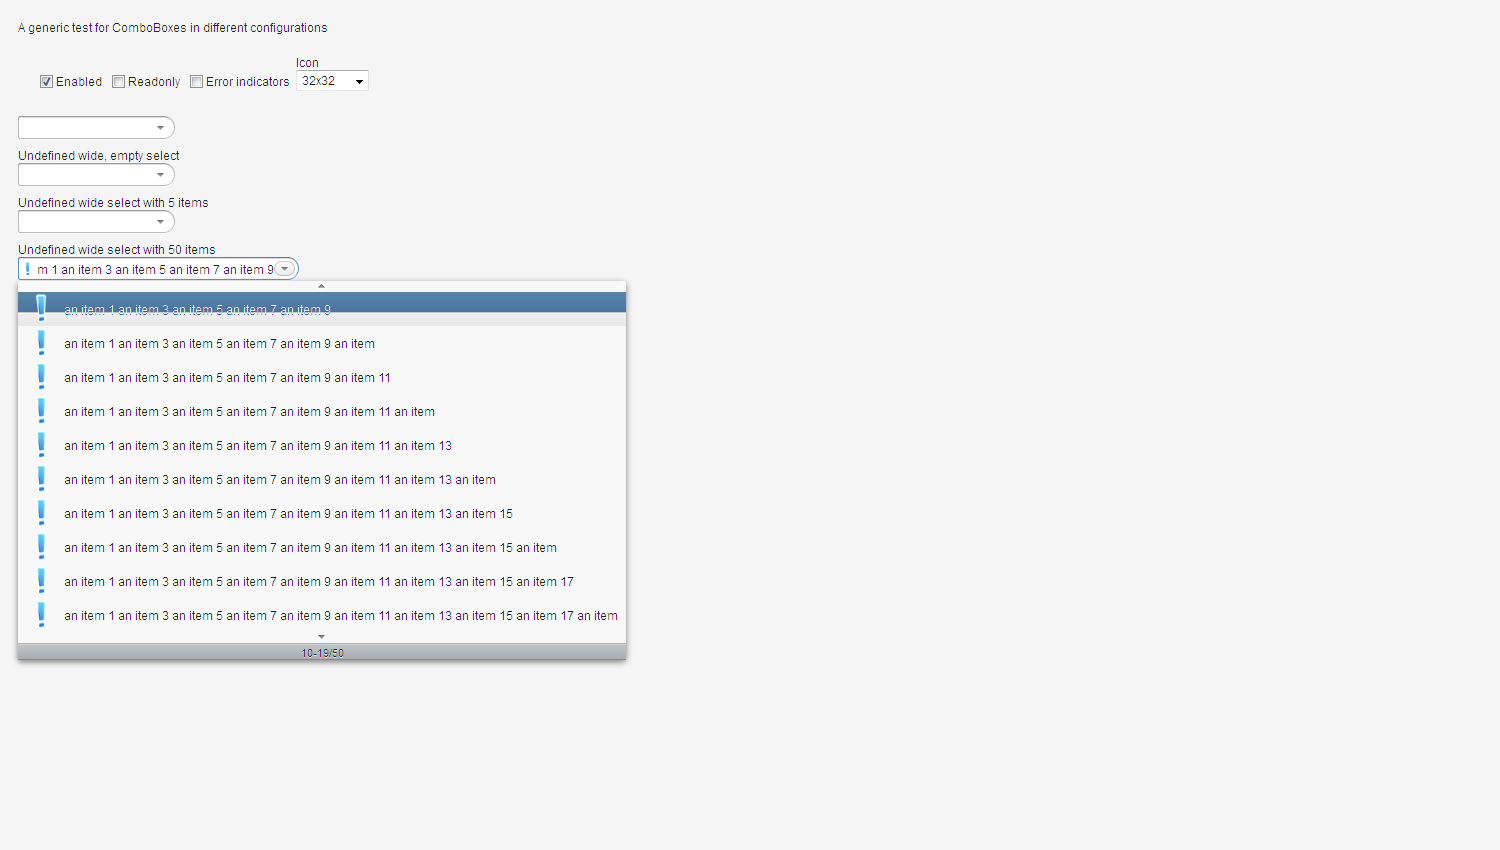 A generic test for ComboBoxes in different configurations
Icon
Enabled Readonly Error indicators 32x32
Undefined wide, empty select
Undefined wide select with 5 items
Undefined wide select with 50 items
m 1 an item 3 an item 5 an item 7 an item 9
an item 1 an item 3 an item 5 an item 7 an item 9
an item 1 an item 3 an item 5 an item 7 an item 9 an item
an item 1 an item 3 an item 5 an item 7 an item 9 an item 11
an item 1 an item 3 an item 5 an item 7 an item 9 an item 11 an item
an item 1 an item 3 an item 5 an item 7 an item 9 an item 11 an item 13
an item 1 an item 3 an item 5 an item 7 an item 9 an item 11 an item 13 an item
an item 1 an item 3 an item 5 an item 7 an item 9 an item 11 an item 13 an item 15
an item 1 an item 3 an item 5 an item 7 an item 9 an item 11 an item 13 an item 15 an item
an item 1 an item 3 an item 5 an item 7 an item 9 an item 11 an item 13 an item 15 an item 17
an item 1 an item 3 an item 5 an item 7 an item 9 an item 11 an item 13 an item 15 an item 17 an item
10-19/50